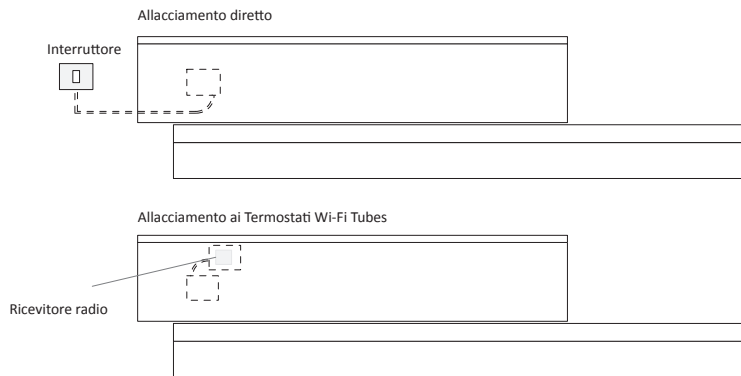 Allacciamento diretto
Interruttore
Allacciamento ai Termostati Wi-Fi Tubes
Ricevitore radio